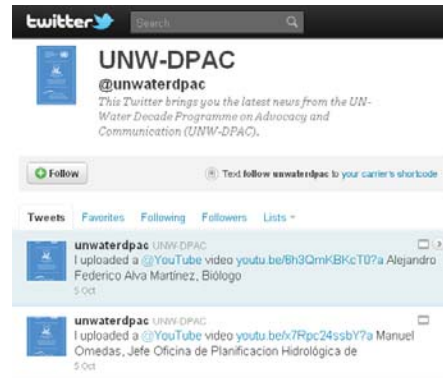 twitter
Search
UNW-DPAC
@unwaterdpac
This Twitter brings you the latest news from the UN-
Water Decade Programme on Advocacy and
Communication (UNW-DPAC).
Follow
Text follow unwaterdpac to your carrier's shortcode
Tweets Favorites Following Followers Lists
unwaterdpac UNW-DPAC
I uploaded a @YouTube video youtu.be/6h3QmKBKcT0?a Alejandro
Federico Alva Martinez, Biólogo
5 Oct
unwaterdpac UNW-DPAC
I uploaded a @YouTube video youtu.be/x7Rpc24ssbY?a Manuel
Omedas, Jefe Oficina de Planificacion Hidrológica de
5 Oct